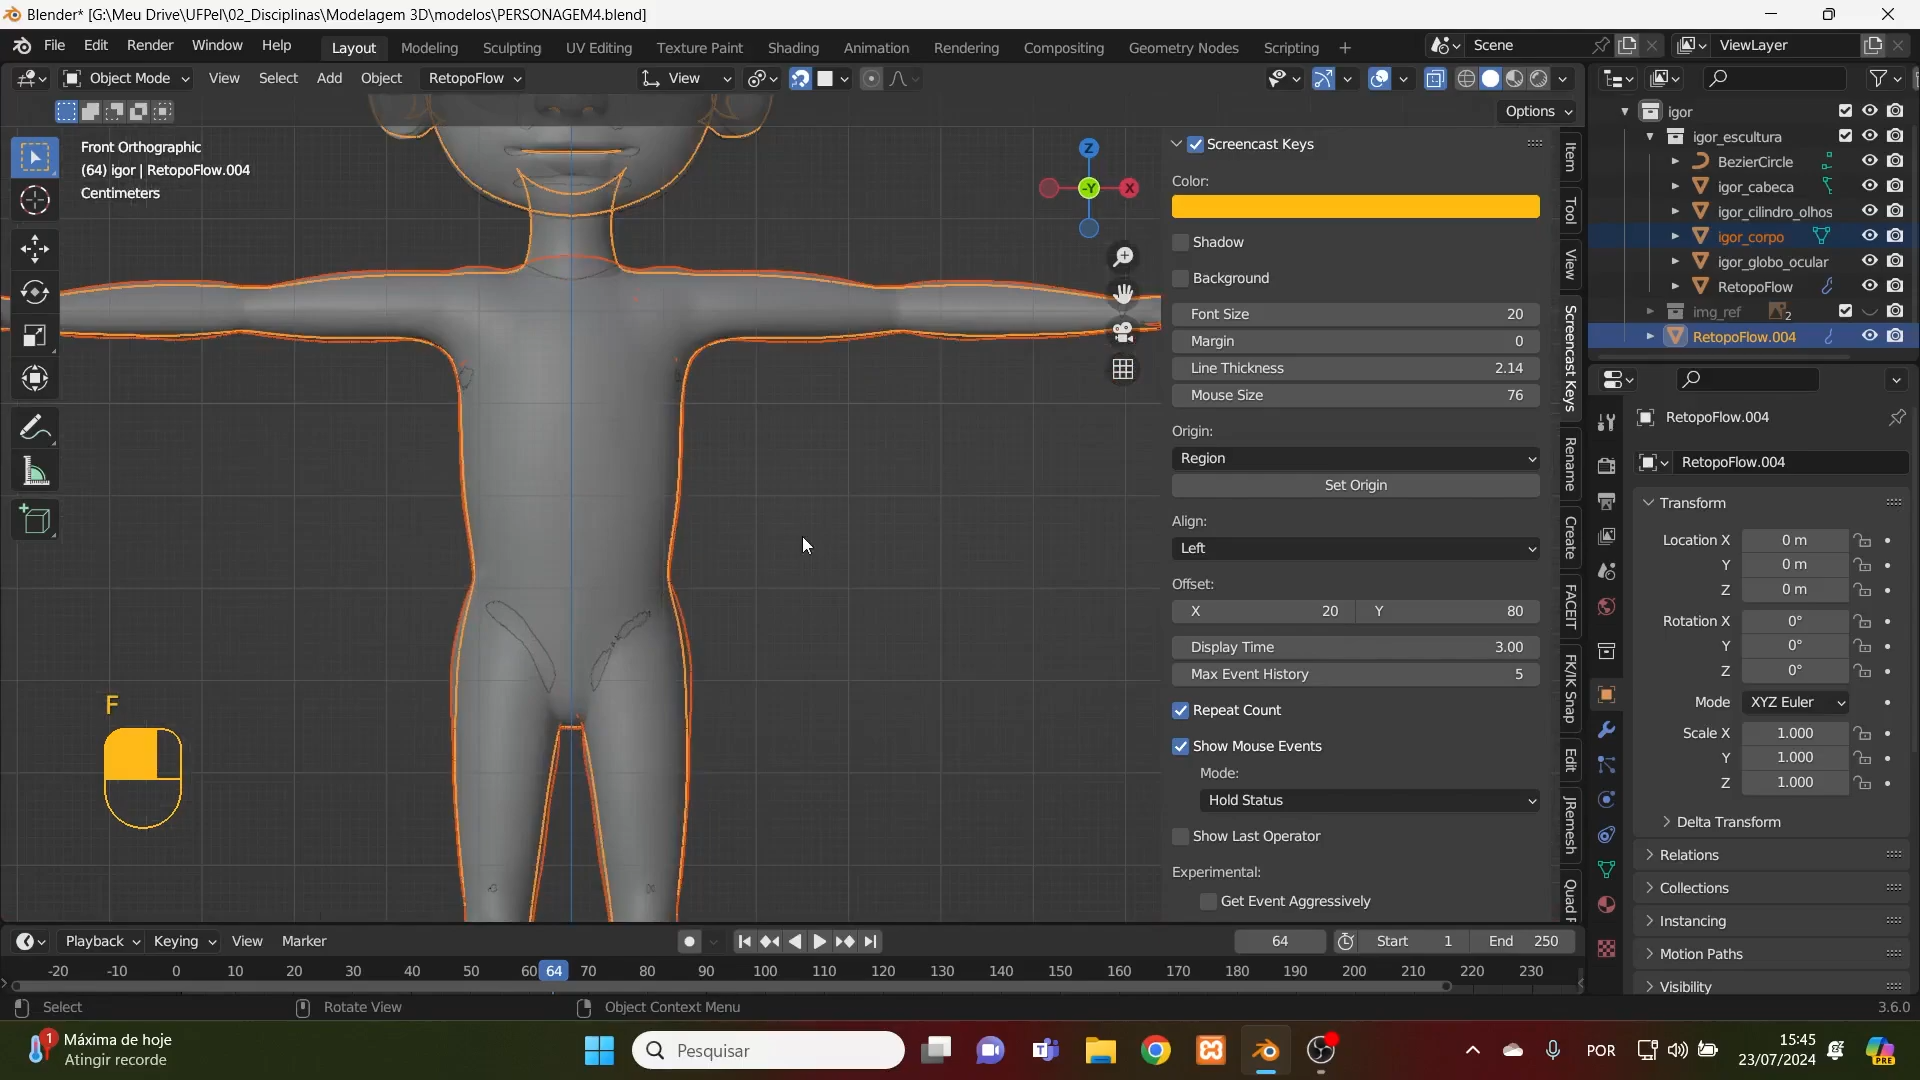 Blender* [G:\Meu Drive\UFPel\02_Disciplinas\Modelagem 3D\modelos\PERSONAGEM4.blend]
File Edit Render Window Help
Layout Modeling Sculpting UV Editing Texture Paint Shading Animation Rendering Compositing Geometry Nodes Scripting +
Scene
ViewLayer
Object Mode View Select Add Object RetopoFlow
View
Options
Front Orthographic
(64) igor | RetopoFlow.004
Centimeters
Z
X
-Y
F
Screencast Keys
Color:
Shadow
Background
Font Size 20
Margin 0
Line Thickness 2.14
Mouse Size 76
Origin:
Region
Set Origin
Align:
Left
Offset:
X 20 Y 80
Display Time 3.00
Max Event History 5
Repeat Count
Show Mouse Events
Mode:
Hold Status
Show Last Operator
Experimental:
Get Event Aggressively
Item
Tool
View
Screencast Keys
Rename
Create
FACEIT
FK/IK Snap
Edit
JRemesh
Quad
igor
igor_escultura
BezierCircle
igor_cabeca
igor_cilindro_olhos
igor_corpo
igor_globo_ocular
RetopoFlow
img_ref 2
RetopoFlow.004
RetopoFlow.004
RetopoFlow.004
Transform
Location X 0 m
Y 0 m
Z 0 m
Rotation X 0°
Y 0°
Z 0°
Mode XYZ Euler
Scale X 1.000
Y 1.000
Z 1.000
Delta Transform
Relations
Collections
Instancing
Motion Paths
Visibility
Playback Keying View Marker
64 Start 1 End 250
-20 -10 0 10 20 30 40 50 60 64 70 80 90 100 110 120 130 140 150 160 170 180 190 200 210 220 230
Select Rotate View Object Context Menu 3.6.0
1
Máxima de hoje
Atingir recorde
Pesquisar
POR
15:45
23/07/2024
PRE